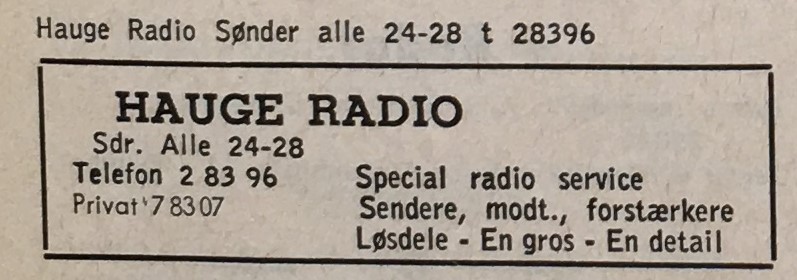 Hauge Radio Sønder alle 24-28 t 28396
HAUGE RADIO
Sdr. Alle 24-28
Telefon 2 83 96
Privat '7 83 07
Special radio service
Sendere, modt., forstærkere
Løsdele - En gros - En detail